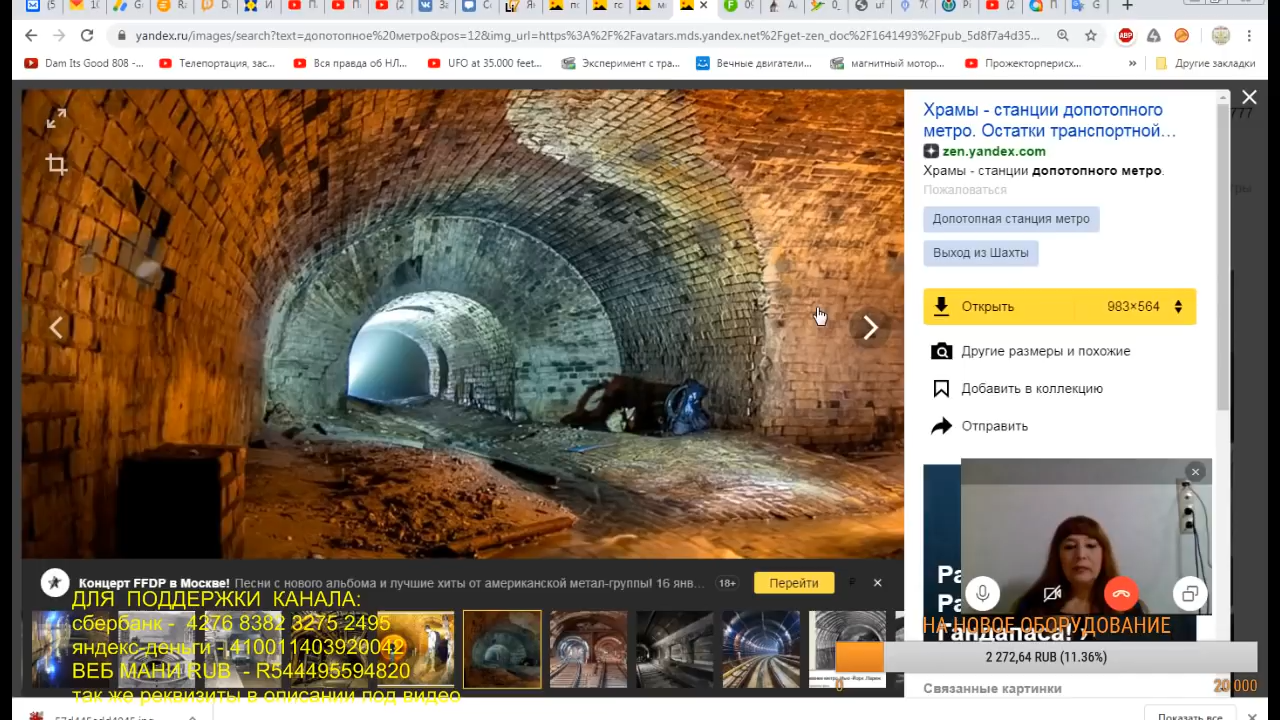 yandex.ru/images/search?text=допотопное%20метро&pos=12&img_url=https%3A%2F%2Favatars.mds.yandex.net%2Fget-zen_doc%2F1641493%2Fpub_5d8f7a4d35...
Dam Its Good 808 -...
Телепортация, зас...
Вся правда об НЛ...
UFO at 35.000 feet...
Эксперимент с тра...
Вечные двигатели...
магнитный мотор...
Прожекторперисх...
»
Другие закладки
Храмы - станции допотопного
метро. Остатки транспортной...
zen.yandex.com
Храмы - станции допотопного метро.
Пожаловаться
Допотопная станция метро
Выход из Шахты
Открыть 983×564
Другие размеры и похожие
Добавить в коллекцию
Отправить
Концерт FFDP в Москве! Песни с нового альбома и лучшие хиты от американской метал-группы! 16 янв...
18+
Перейти
ДЛЯ ПОДДЕРЖКИ КАНАЛА:
сбербанк - 4276 8382 3275 2495
яндекс-деньги - 410011403920042
ВЕБ МАНИ RUB - R544495594820
так же реквизиты в описании под видео
НА НОВОЕ ОБОРУДОВАНИЕ
2 272,64 RUB (11.36%)
0
20 000
Связанные картинки
Показать все